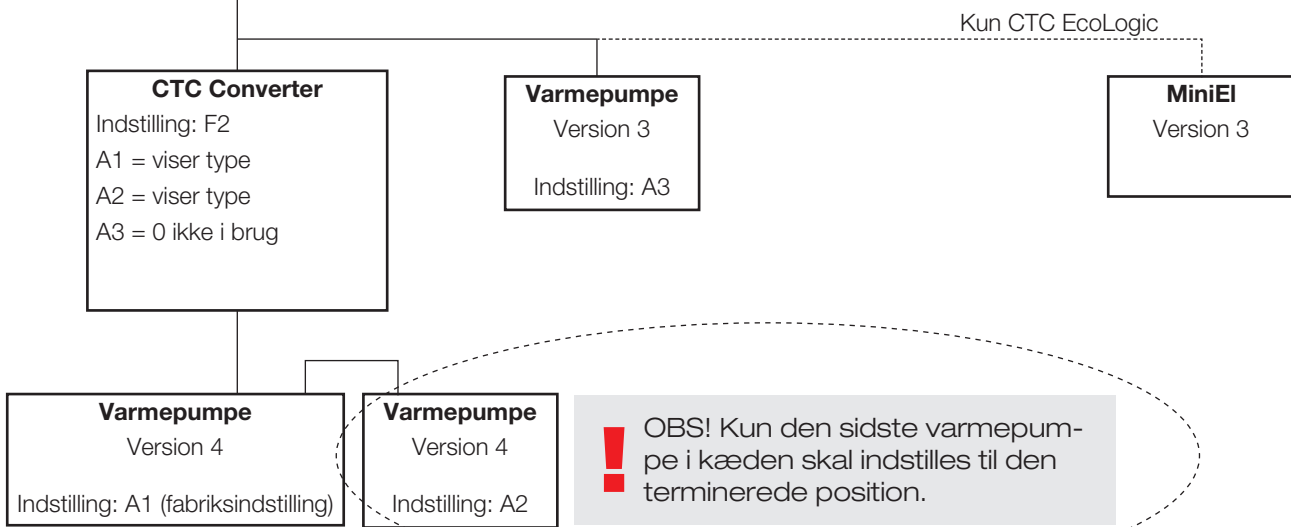 Kun CTC EcoLogic
CTC Converter
Indstilling: F2
A1 = viser type
A2 = viser type
A3 = 0 ikke i brug
Varmepumpe
Version 3
Indstilling: A3
MiniEl
Version 3
Varmepumpe
Version 4
Indstilling: A1 (fabriksindstilling)
Varmepumpe
Version 4
Indstilling: A2
! OBS! Kun den sidste varmepum-
pe i kæden skal indstilles til den
terminerede position.